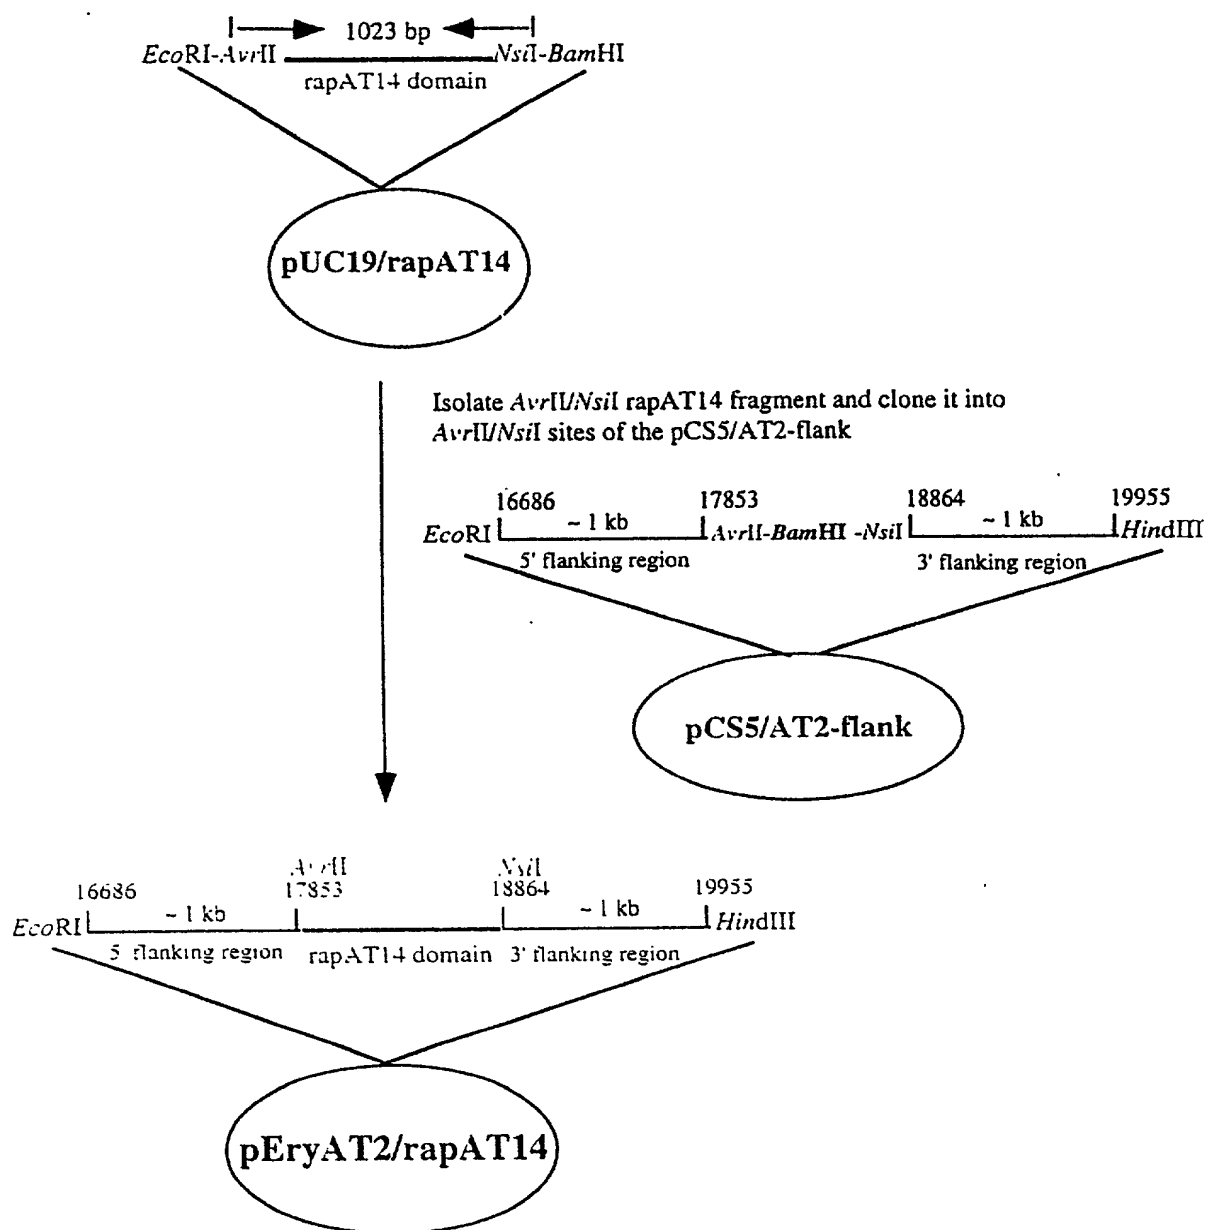 1023 bp
EcoRI-AvrII NsiI-BamHI
rapAT14 domain
pUC19/rapAT14
Isolate AvrII/NsiI rapAT14 fragment and clone it into
AvrII/NsiI sites of the pCS5/AT2-flank
16686 17853 18864 19955
EcoRI ~ 1 kb AvrII-BamHI -NsiI ~ 1 kb HindIII
5' flanking region 3' flanking region
pCS5/AT2-flank
AvrII NsiI
16686 17853 18864 19955
EcoRI ~ 1 kb ~ 1 kb HindIII
5 flanking region rapAT14 domain 3' flanking region
pEryAT2/rapAT14